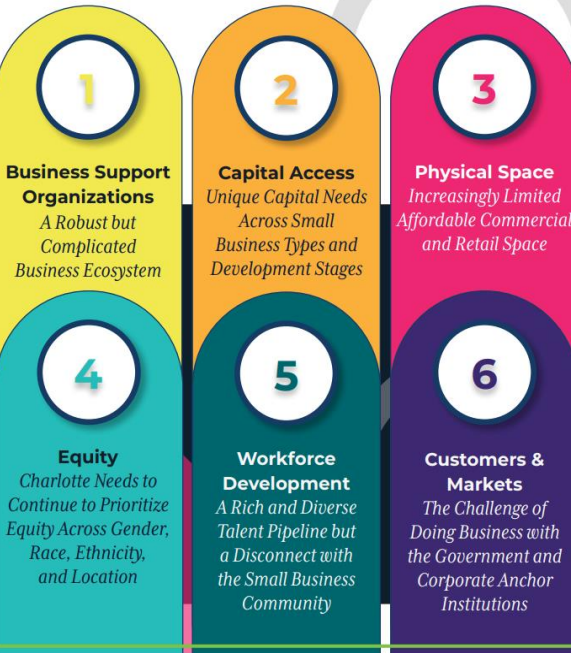 1
Business Support
Organizations
A Robust but
Complicated
Business Ecosystem
2
Capital Access
Unique Capital Needs
Across Small
Business Types and
Development Stages
3
Physical Space
Increasingly Limited
Affordable Commercial
and Retail Space
4
Equity
Charlotte Needs to
Continue to Prioritize
Equity Across Gender,
Race, Ethnicity,
and Location
5
Workforce
Development
A Rich and Diverse
Talent Pipeline but
a Disconnect with
the Small Business
Community
6
Customers &
Markets
The Challenge of
Doing Business with
the Government and
Corporate Anchor
Institutions